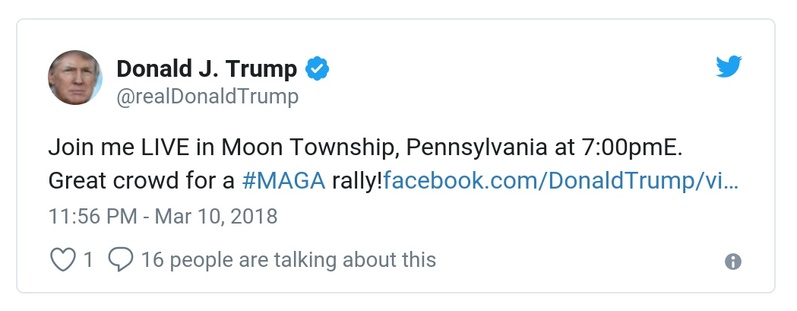 Donald J. Trump
@realDonaldTrump
Join me LIVE in Moon Township, Pennsylvania at 7:00pmE.
Great crowd for a #MAGA rally!facebook.com/DonaldTrump/vi…
11:56 PM - Mar 10, 2018
1 16 people are talking about this